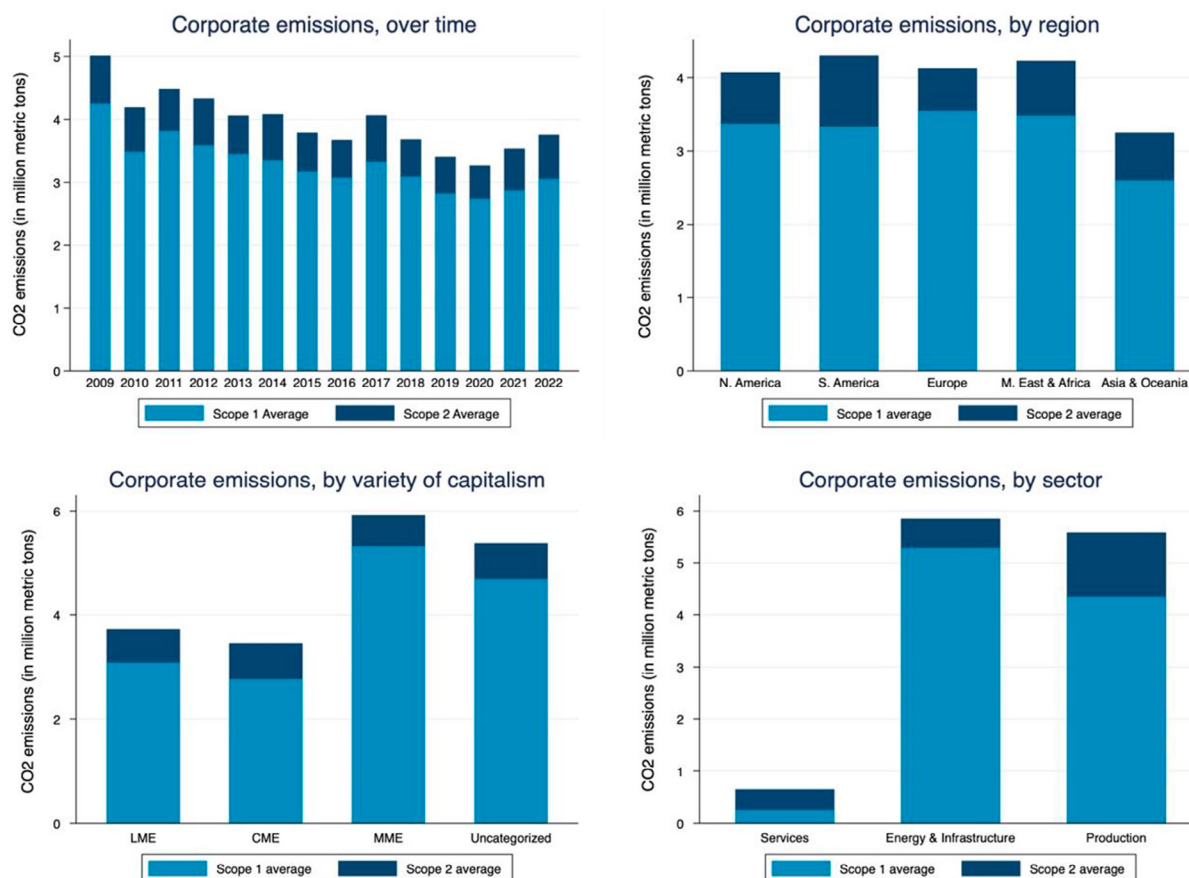 Corporate emissions, over time
CO2 emissions (in million metric tons)
5
4
3
2
1
0
2009 2010 2011 2012 2013 2014 2015 2016 2017 2018 2019 2020 2021 2022
Scope 1 Average Scope 2 Average
Corporate emissions, by region
CO2 emissions (in million metric tons)
4
3
2
1
0
N. America S. America Europe M. East & Africa Asia & Oceania
Scope 1 average Scope 2 average
Corporate emissions, by variety of capitalism
CO2 emissions (in million metric tons)
6
4
2
0
LME CME MME Uncategorized
Scope 1 average Scope 2 average
Corporate emissions, by sector
CO2 emissions (in million metric tons)
6
5
4
3
2
1
0
Services Energy & Infrastructure Production
Scope 1 average Scope 2 average